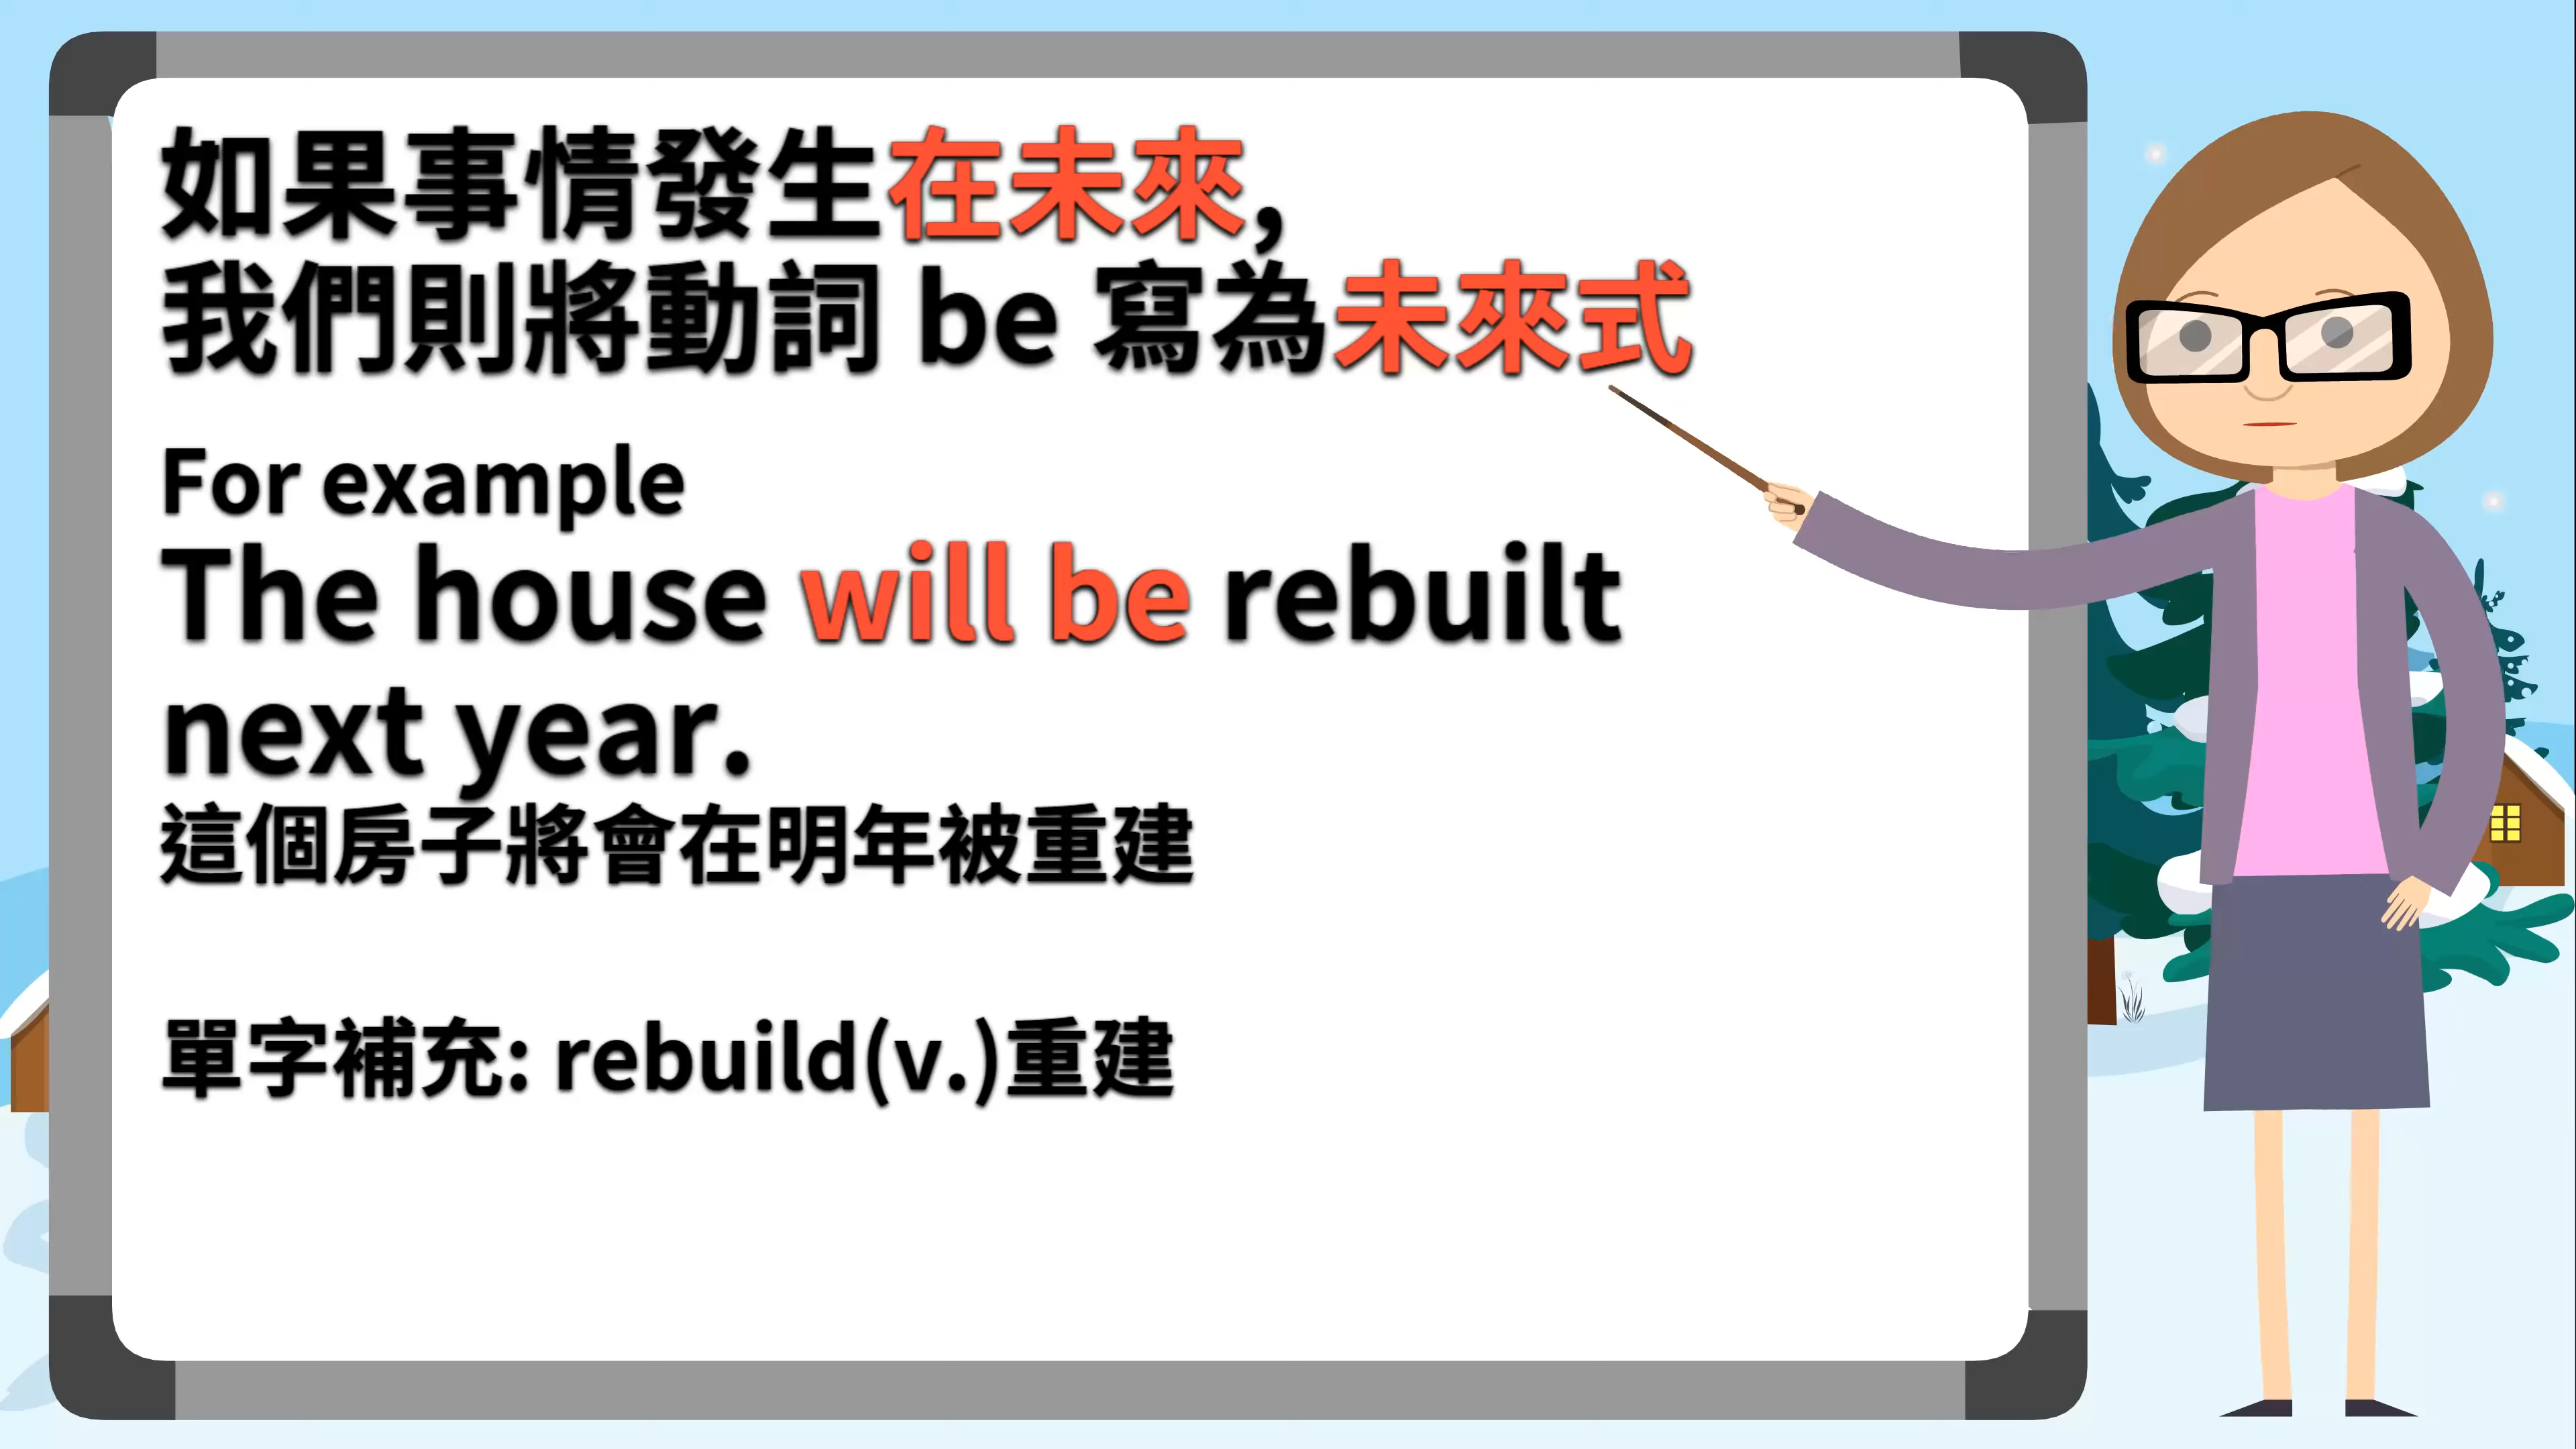 如果事情發生在未來,
我們則將動詞 be 寫為未來式
For example
The house will be rebuilt
next year.
這個房子將會在明年被重建
單字補充: rebuild(v.)重建